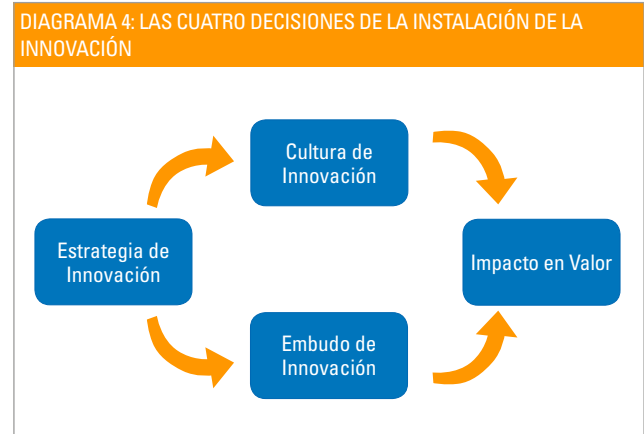 DIAGRAMA 4: LAS CUATRO DECISIONES DE LA INSTALACIÓN DE LA
INNOVACIÓN
Cultura de
Innovación
Estrategia de
Innovación
Impacto en Valor
Embudo de
Innovación